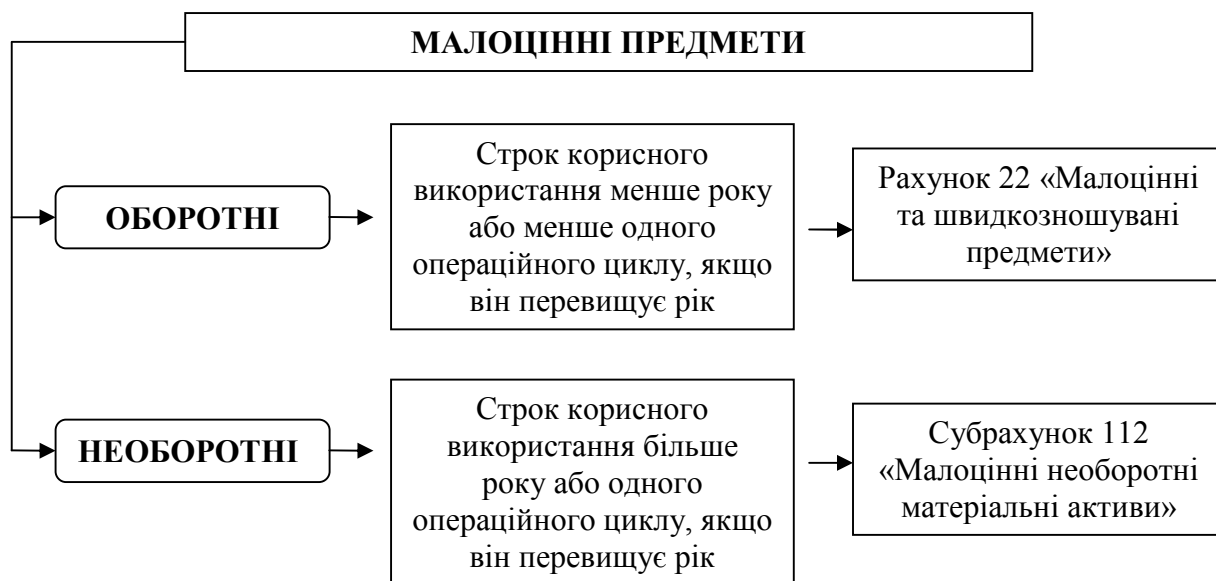 МАЛОЦІННІ ПРЕДМЕТИ
ОБОРОТНІ
Строк корисного
використання менше року
або менше одного
операційного циклу, якщо
він перевищує рік
Рахунок 22 «Малоцінні
та швидкозношувані
предмети»
НЕОБОРОТНІ
Строк корисного
використання більше
року або одного
операційного циклу, якщо
він перевищує рік
Субрахунок 112
«Малоцінні необоротні
матеріальні активи»